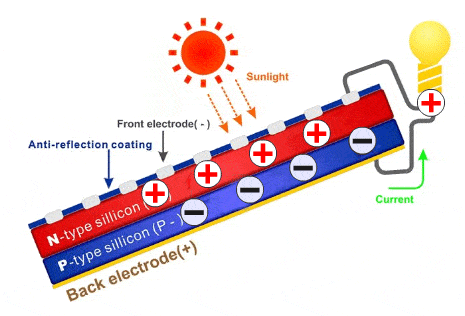 Sunlight
Front electrode( - )
Anti-reflection coating
N-type sillicon (
P-type sillicon (P - )
Back electrode(+)
Current